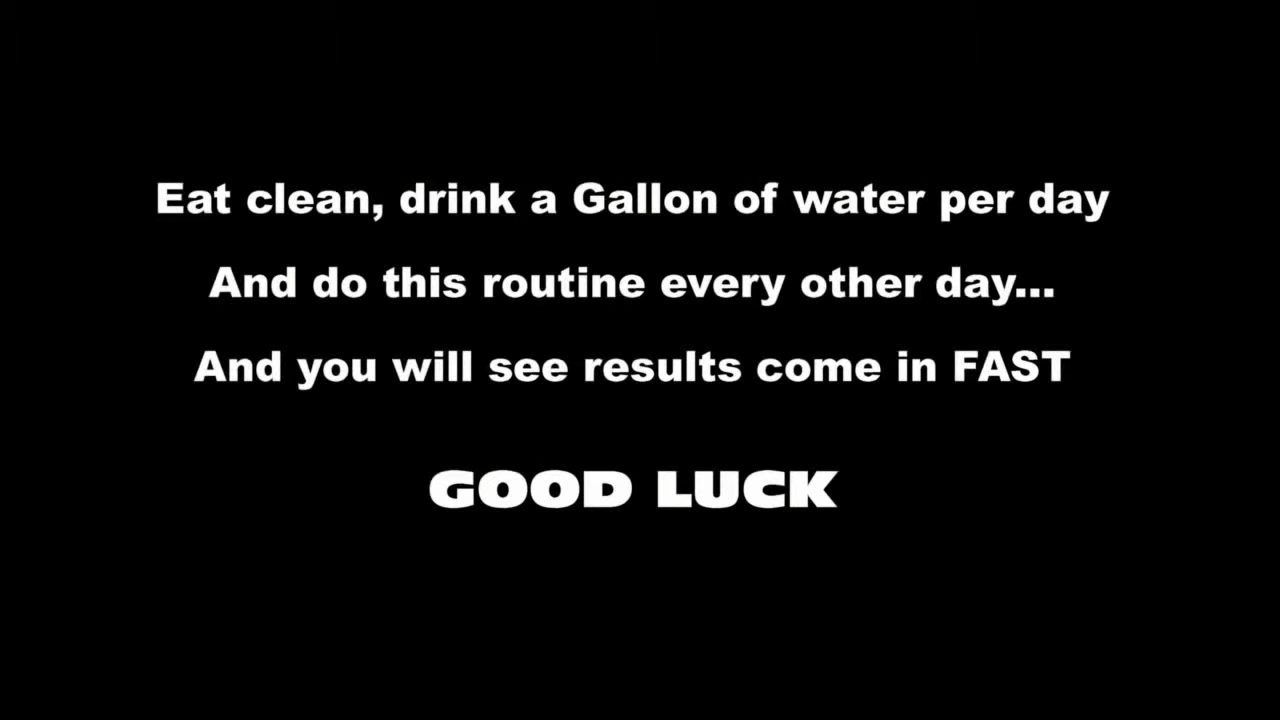 Eat clean, drink a Gallon of water per day
And do this routine every other day...
And you will see results come in FAST
GOOD LUCK